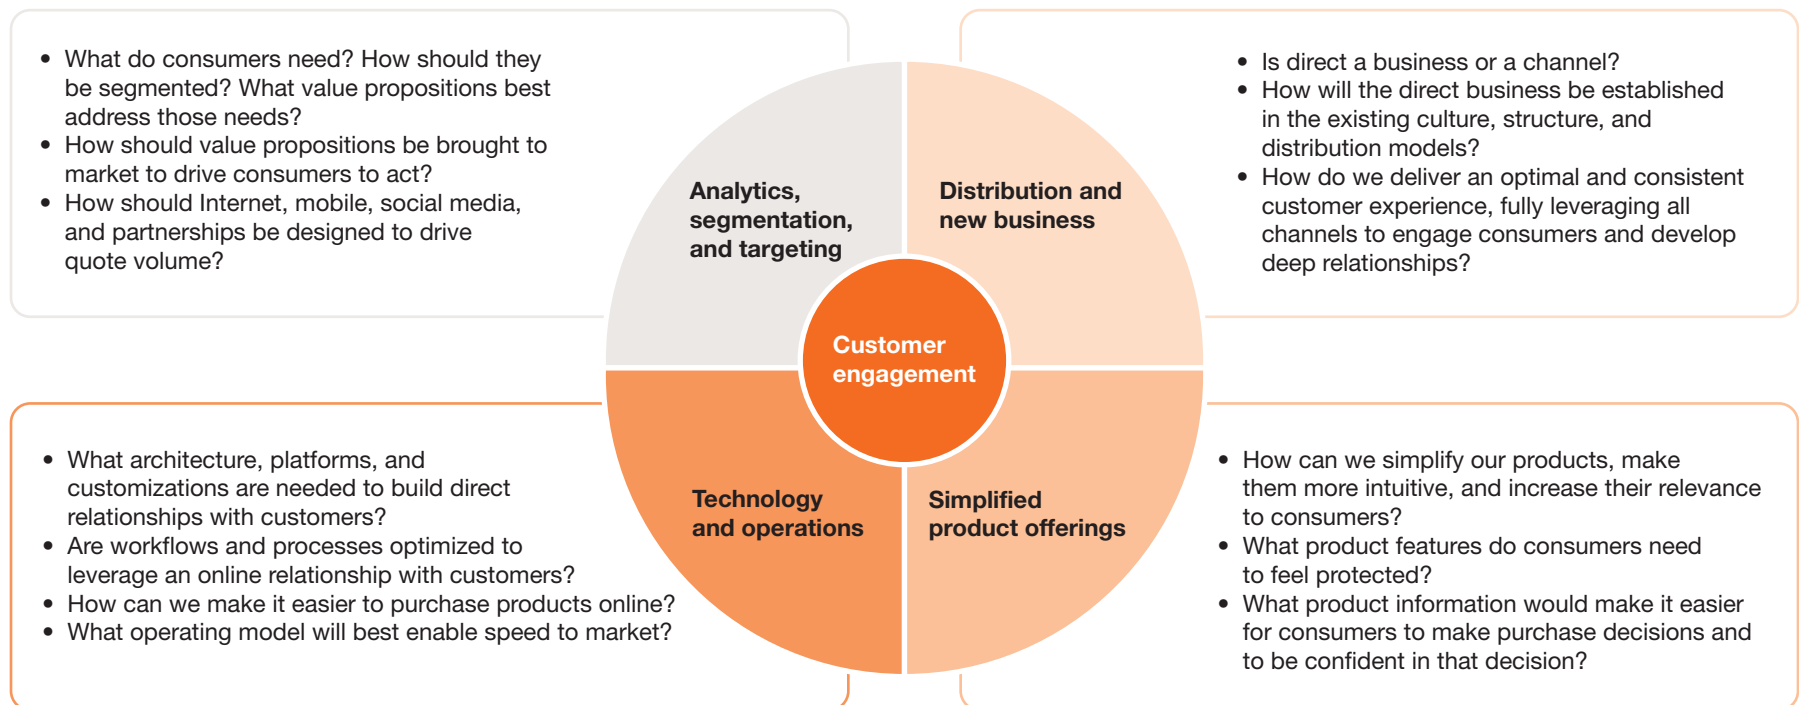 • What do consumers need? How should they
be segmented? What value propositions best
address those needs?
• How should value propositions be brought to
market to drive consumers to act?
• How should Internet, mobile, social media,
and partnerships be designed to drive
quote volume?
• Is direct a business or a channel?
• How will the direct business be established
in the existing culture, structure, and
distribution models?
• How do we deliver an optimal and consistent
customer experience, fully leveraging all
channels to engage consumers and develop
deep relationships?
Analytics,
segmentation,
and targeting
Distribution and
new business
Customer
engagement
Technology
and operations
Simplified
product offerings
• What architecture, platforms, and
customizations are needed to build direct
relationships with customers?
• Are workflows and processes optimized to
leverage an online relationship with customers?
• How can we make it easier to purchase products online?
• What operating model will best enable speed to market?
• How can we simplify our products, make
them more intuitive, and increase their relevance
to consumers?
• What product features do consumers need
to feel protected?
• What product information would make it easier
for consumers to make purchase decisions and
to be confident in that decision?